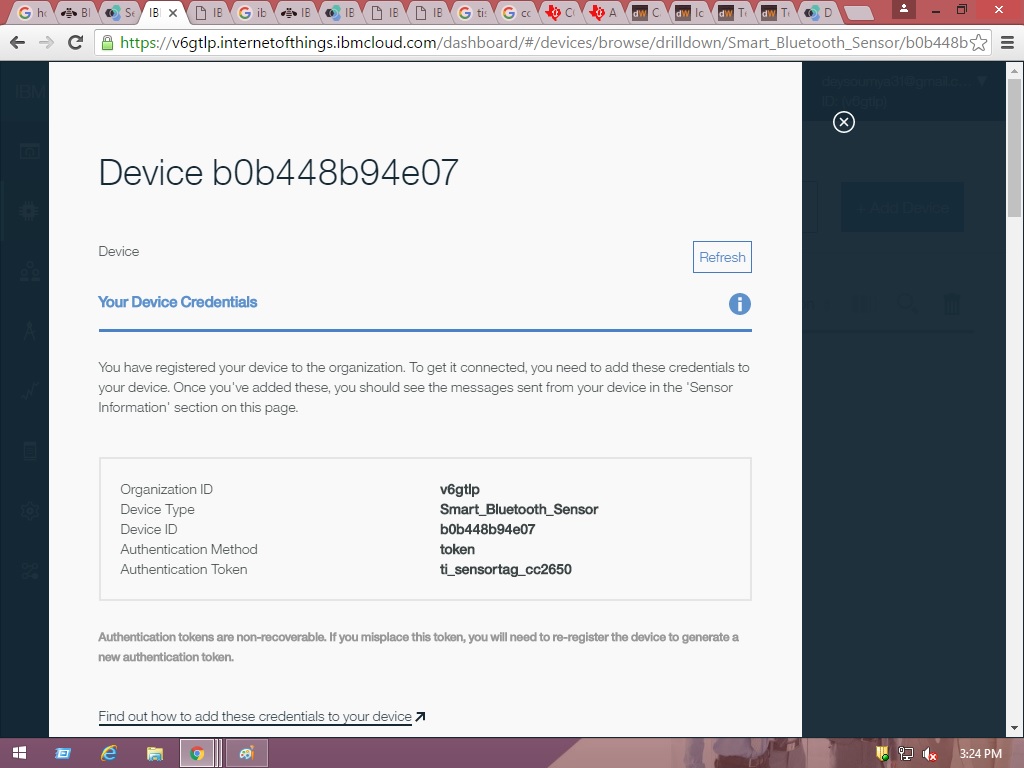 https://v6gtlp.internetofthings.ibmcloud.com/dashboard/#/devices/browse/drilldown/Smart_Bluetooth_Sensor/b0b448b
ID: (v6gtlp)
+ Add Device
Device b0b448b94e07
Device
Refresh
Your Device Credentials
You have registered your device to the organization. To get it connected, you need to add these credentials to
your device. Once you've added these, you should see the messages sent from your device in the 'Sensor
Information' section on this page.
Organization ID v6gtlp
Device Type Smart_Bluetooth_Sensor
Device ID b0b448b94e07
Authentication Method token
Authentication Token ti_sensortag_cc2650
Authentication tokens are non-recoverable. If you misplace this token, you will need to re-register the device to generate a
new authentication token.
Find out how to add these credentials to your device
3:24 PM